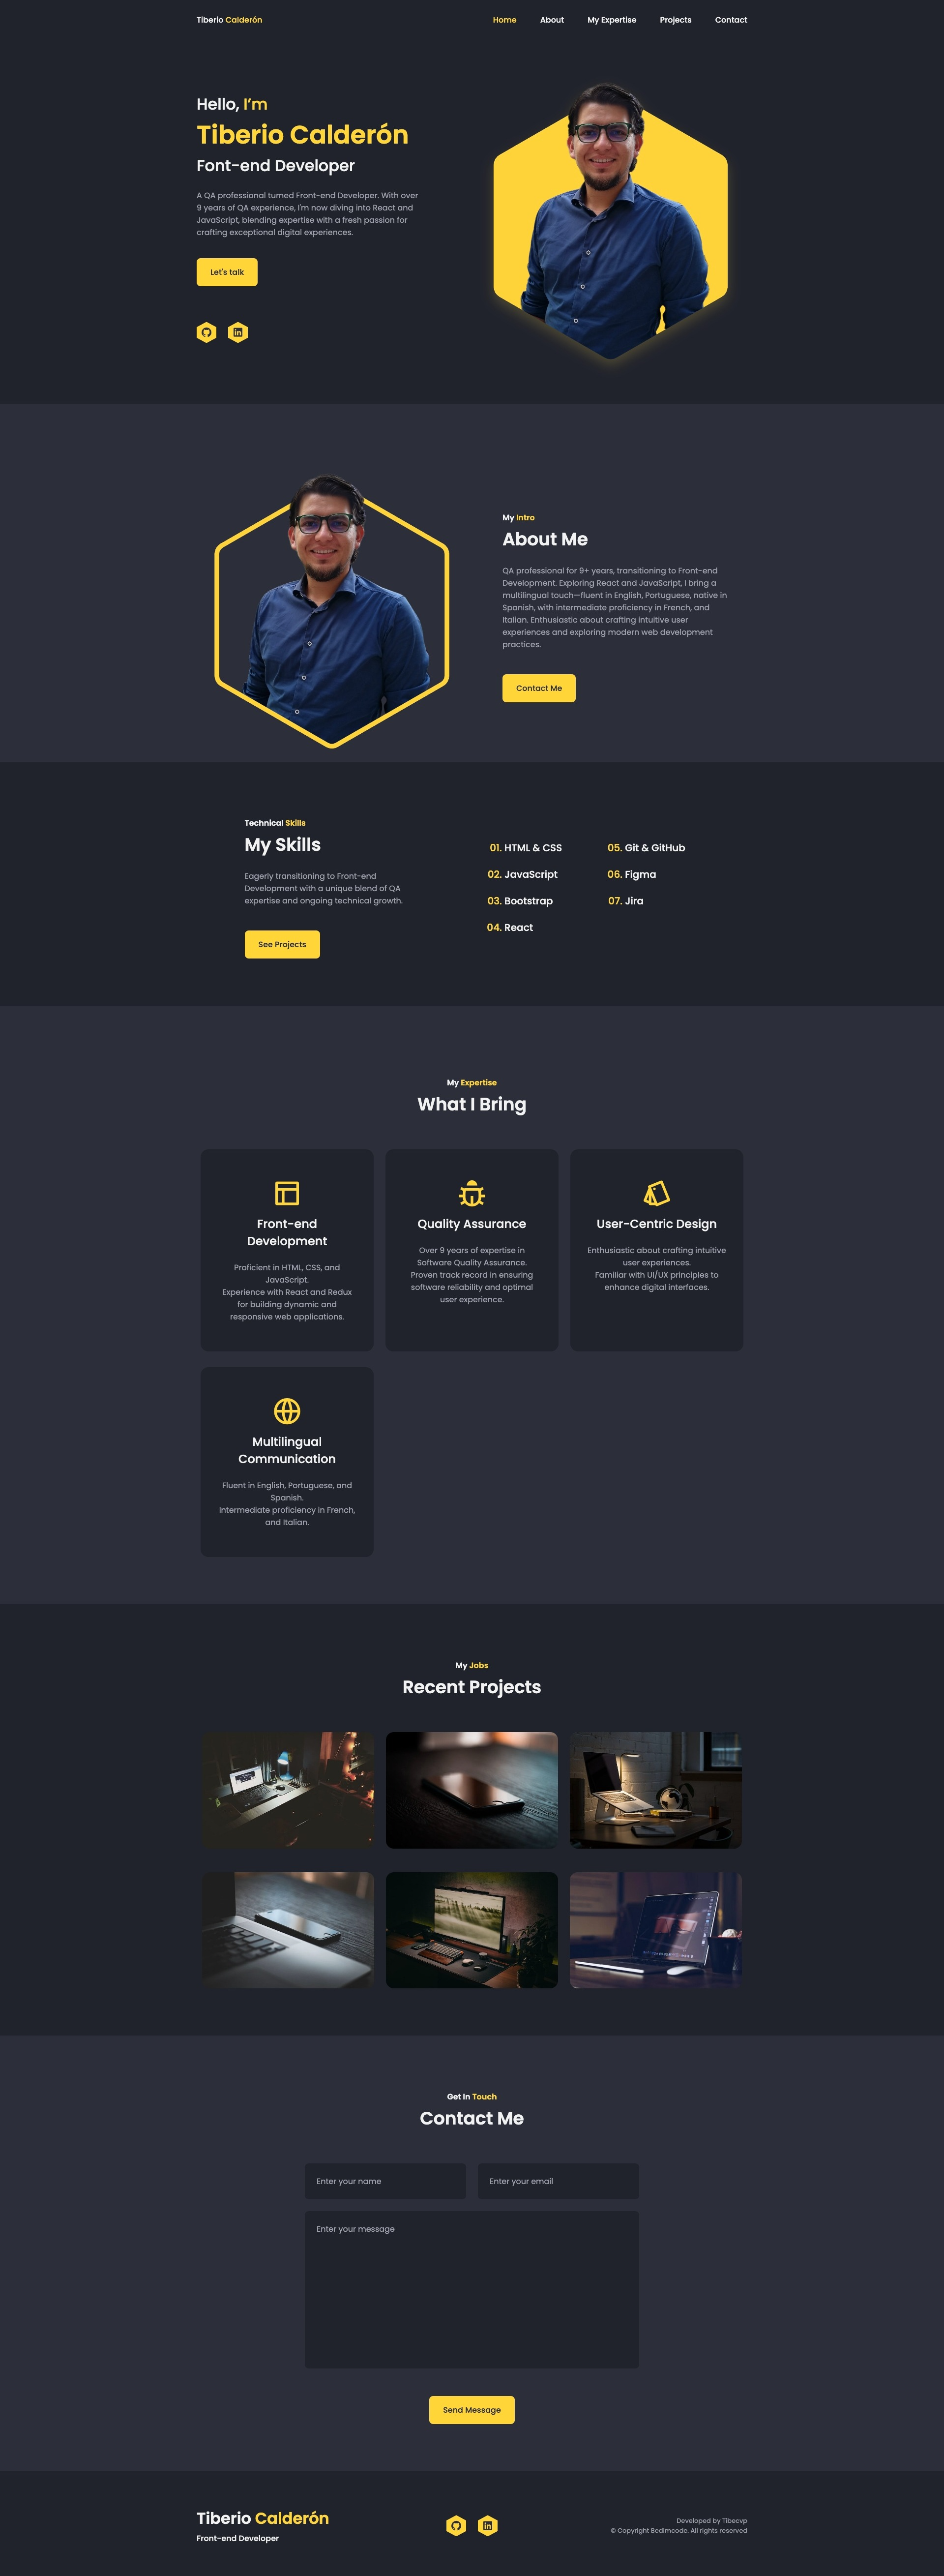 Tiberio Calderón
Home About My Expertise Projects Contact
Hello, I'm
Tiberio Calderón
Font-end Developer
A QA professional turned Front-end Developer. With over
9 years of QA experience, I'm now diving into React and
JavaScript, blending expertise with a fresh passion for
crafting exceptional digital experiences.
Let's talk
My Intro
About Me
QA professional for 9+ years, transitioning to Front-end
Development. Exploring React and JavaScript, I bring a
multilingual touch—fluent in English, Portuguese, native in
Spanish, with intermediate proficiency in French, and
Italian. Enthusiastic about crafting intuitive user
experiences and exploring modern web development
practices.
Contact Me
Technical Skills
My Skills
Eagerly transitioning to Front-end
Development with a unique blend of QA
expertise and ongoing technical growth.
See Projects
01. HTML & CSS
02. JavaScript
03. Bootstrap
04. React
05. Git & GitHub
06. Figma
07. Jira
My Expertise
What I Bring
Front-end
Development
Proficient in HTML, CSS, and
JavaScript.
Experience with React and Redux
for building dynamic and
responsive web applications.
Quality Assurance
Over 9 years of expertise in
Software Quality Assurance.
Proven track record in ensuring
software reliability and optimal
user experience.
User-Centric Design
Enthusiastic about crafting intuitive
user experiences.
Familiar with UI/UX principles to
enhance digital interfaces.
Multilingual
Communication
Fluent in English, Portuguese, and
Spanish.
Intermediate proficiency in French,
and Italian.
My Jobs
Recent Projects
Get In Touch
Contact Me
Enter your name
Enter your email
Enter your message
Send Message
Tiberio Calderón
Front-end Developer
Developed by Tibecvp
© Copyright Bedimcode. All rights reserved